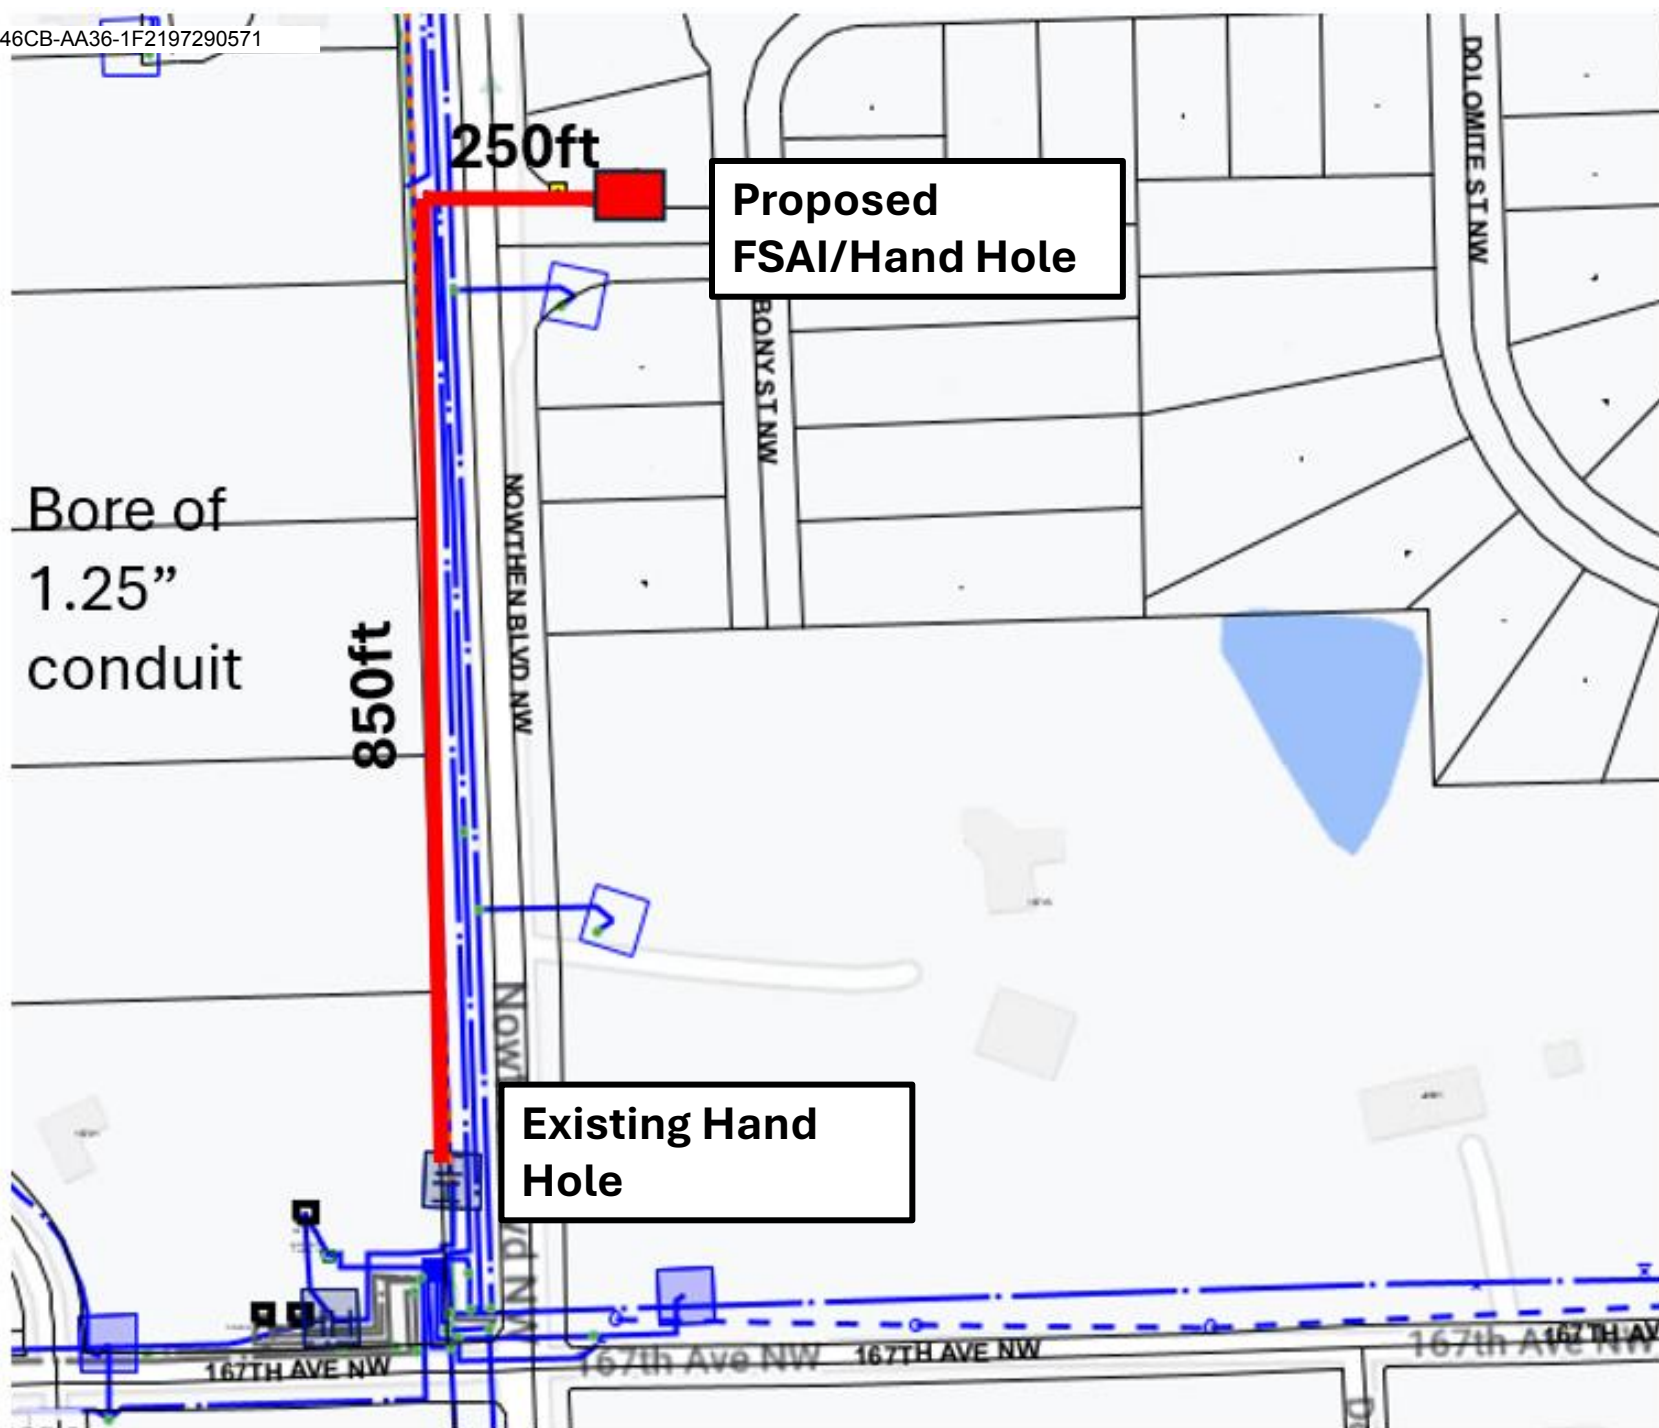 46CB-AA36-1F2197290571
DOLOMITE ST NW
250ft
Proposed
FSAI/Hand Hole
BONY ST NW
Bore of
1.25”
conduit
NOWTHEN BLVD NW
850ft
Nowt
Existing Hand
Hole
vd NW
167th Ave NW
167TH AVE NW
167TH AVE NW
167th Ave NW
167TH AV